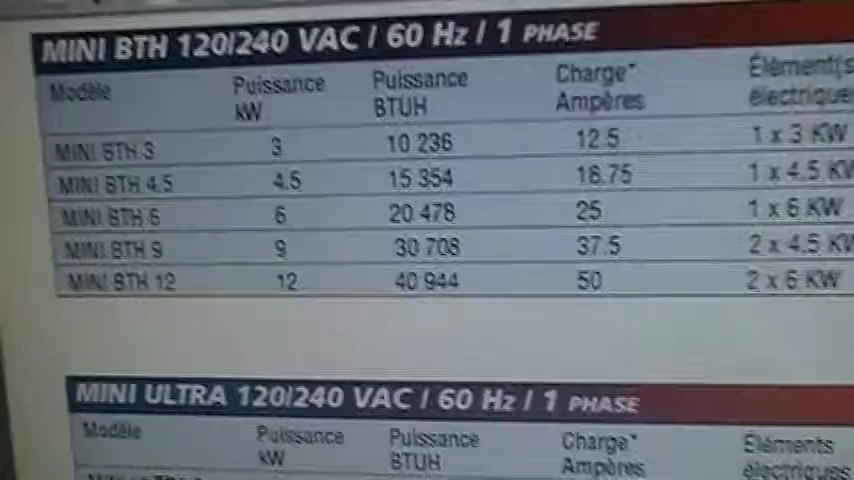 MINI BTH 120/240 VAC / 60 Hz / 1 PHASE
Modèle Puissance kW Puissance BTUH Charge* Ampères Élément(s électrique
MINI BTH 3 3 10 236 12.5 1 x 3 KW
MINI BTH 4.5 4.5 15 354 18.75 1 x 4.5 KW
MINI BTH 6 6 20 478 25 1 x 6 KW
MINI BTH 9 9 30 708 37.5 2 x 4.5 KW
MINI BTH 12 12 40 944 50 2 x 6 KW
MINI ULTRA 120/240 VAC / 60 Hz / 1 PHASE
Modèle Puissance kW Puissance BTUH Charge* Ampères Éléments électriques